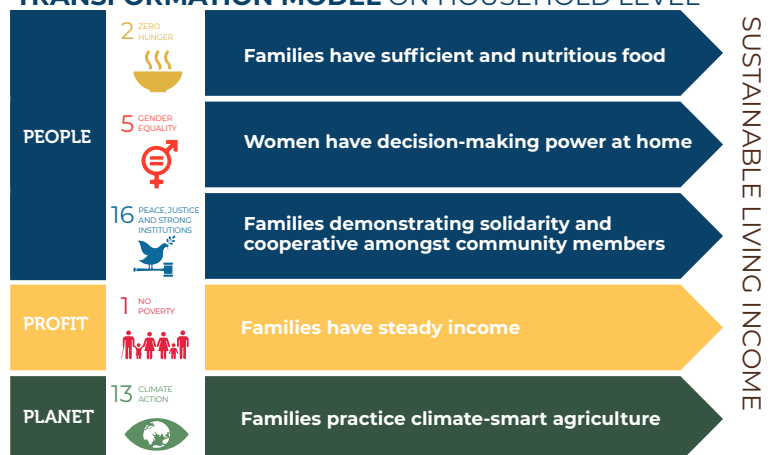 TRANSFORMATION MODEL ON HOUSEHOLD LEVEL
PEOPLE
2 ZERO
HUNGER
Families have sufficient and nutritious food
5 GENDER
EQUALITY
Women have decision-making power at home
16 PEACE, JUSTICE
AND STRONG
INSTITUTIONS
Families demonstrating solidarity and
cooperative amongst community members
PROFIT
1 NO
POVERTY
Families have steady income
PLANET
13 CLIMATE
ACTION
Families practice climate-smart agriculture
SUSTAINABLE LIVING INCOME